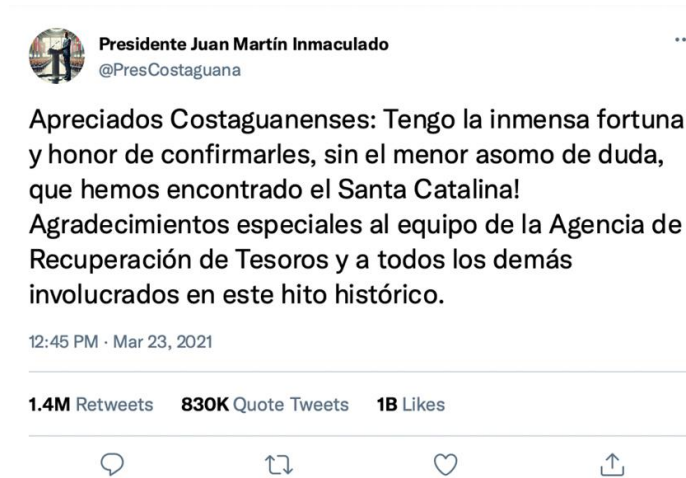 Presidente Juan Martín Inmaculado
@PresCostaguana
Apreciados Costaguanenses: Tengo la inmensa fortuna
y honor de confirmarles, sin el menor asomo de duda,
que hemos encontrado el Santa Catalina!
Agradecimientos especiales al equipo de la Agencia de
Recuperación de Tesoros y a todos los demás
involucrados en este hito histórico.
12:45 PM · Mar 23, 2021
1.4M Retweets 830K Quote Tweets 1B Likes